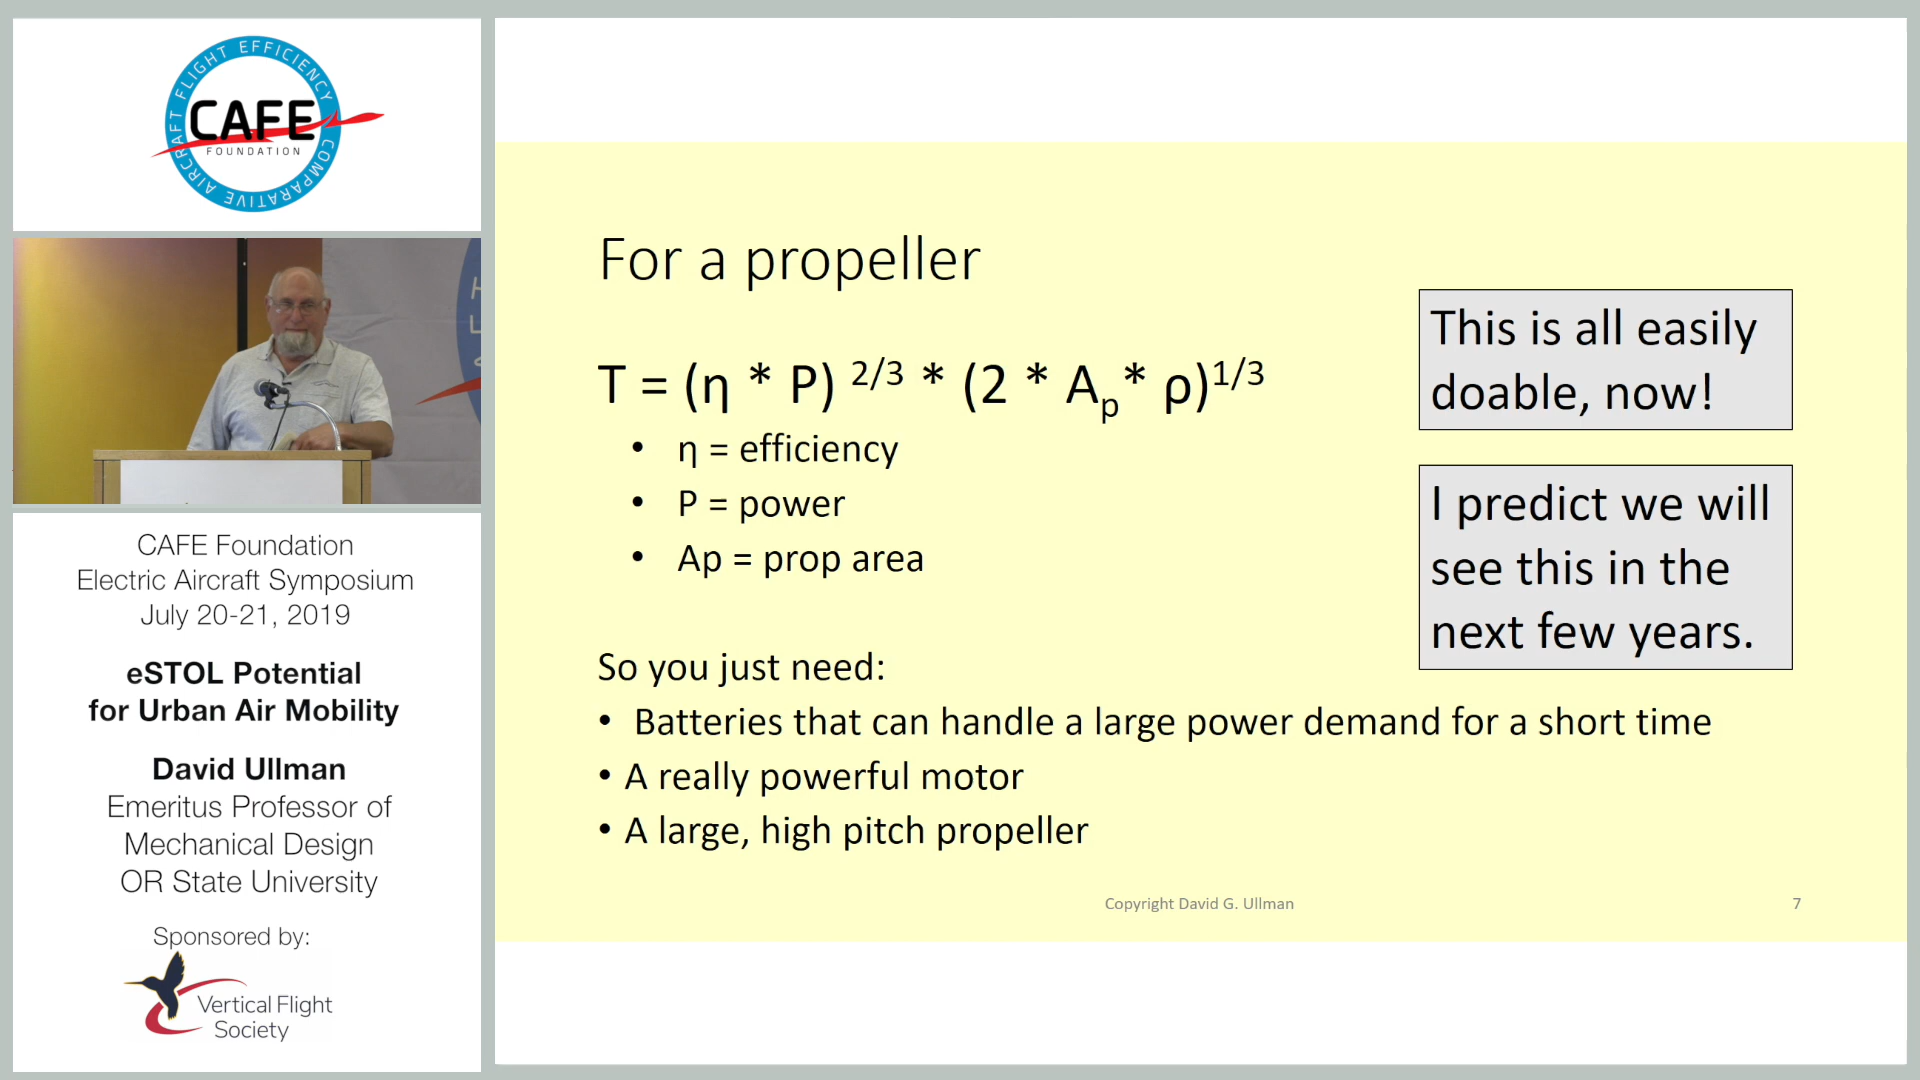 AIRCRAFT FLIGHT EFFICIENCY COMPARATIVE
CAFE
FOUNDATION
CAFE Foundation
Electric Aircraft Symposium
July 20-21, 2019
eSTOL Potential
for Urban Air Mobility
David Ullman
Emeritus Professor of
Mechanical Design
OR State University
Sponsored by:
Vertical Flight
Society
For a propeller
T = (η * P) 2/3 * (2 * Ap * ρ)1/3
• η = efficiency
• P = power
• Ap = prop area
This is all easily
doable, now!
I predict we will
see this in the
next few years.
So you just need:
• Batteries that can handle a large power demand for a short time
• A really powerful motor
• A large, high pitch propeller
Copyright David G. Ullman
7